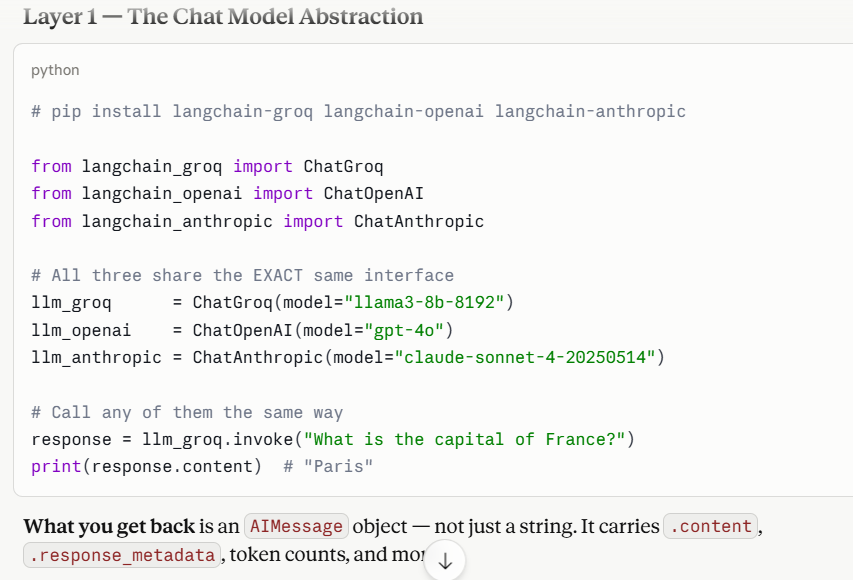 Layer 1 — The Chat Model Abstraction
python
# pip install langchain-groq langchain-openai langchain-anthropic
from langchain_groq import ChatGroq
from langchain_openai import ChatOpenAI
from langchain_anthropic import ChatAnthropic
# All three share the EXACT same interface
llm_groq      = ChatGroq(model="llama3-8b-8192")
llm_openai    = ChatOpenAI(model="gpt-4o")
llm_anthropic = ChatAnthropic(model="claude-sonnet-4-20250514")
# Call any of them the same way
response = llm_groq.invoke("What is the capital of France?")
print(response.content)  # "Paris"
What you get back is an AIMessage object — not just a string. It carries .content,
.response_metadata, token counts, and